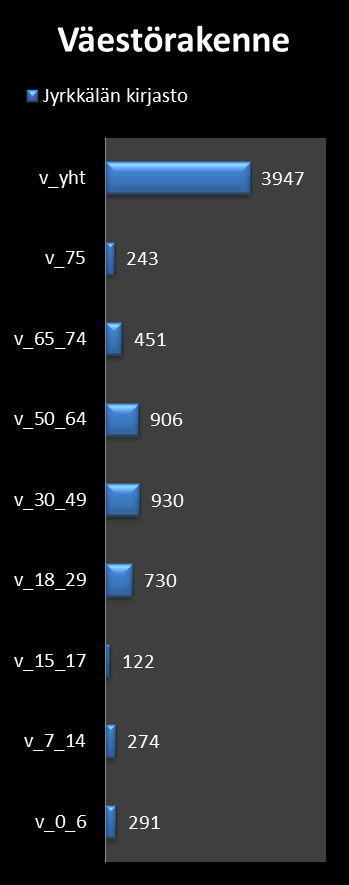 Väestörakenne
Jyrkkälän kirjasto
v_yht 3947
v_75 243
v_65_74 451
v_50_64 906
v_30_49 930
v_18_29 730
v_15_17 122
v_7_14 274
v_0_6 291